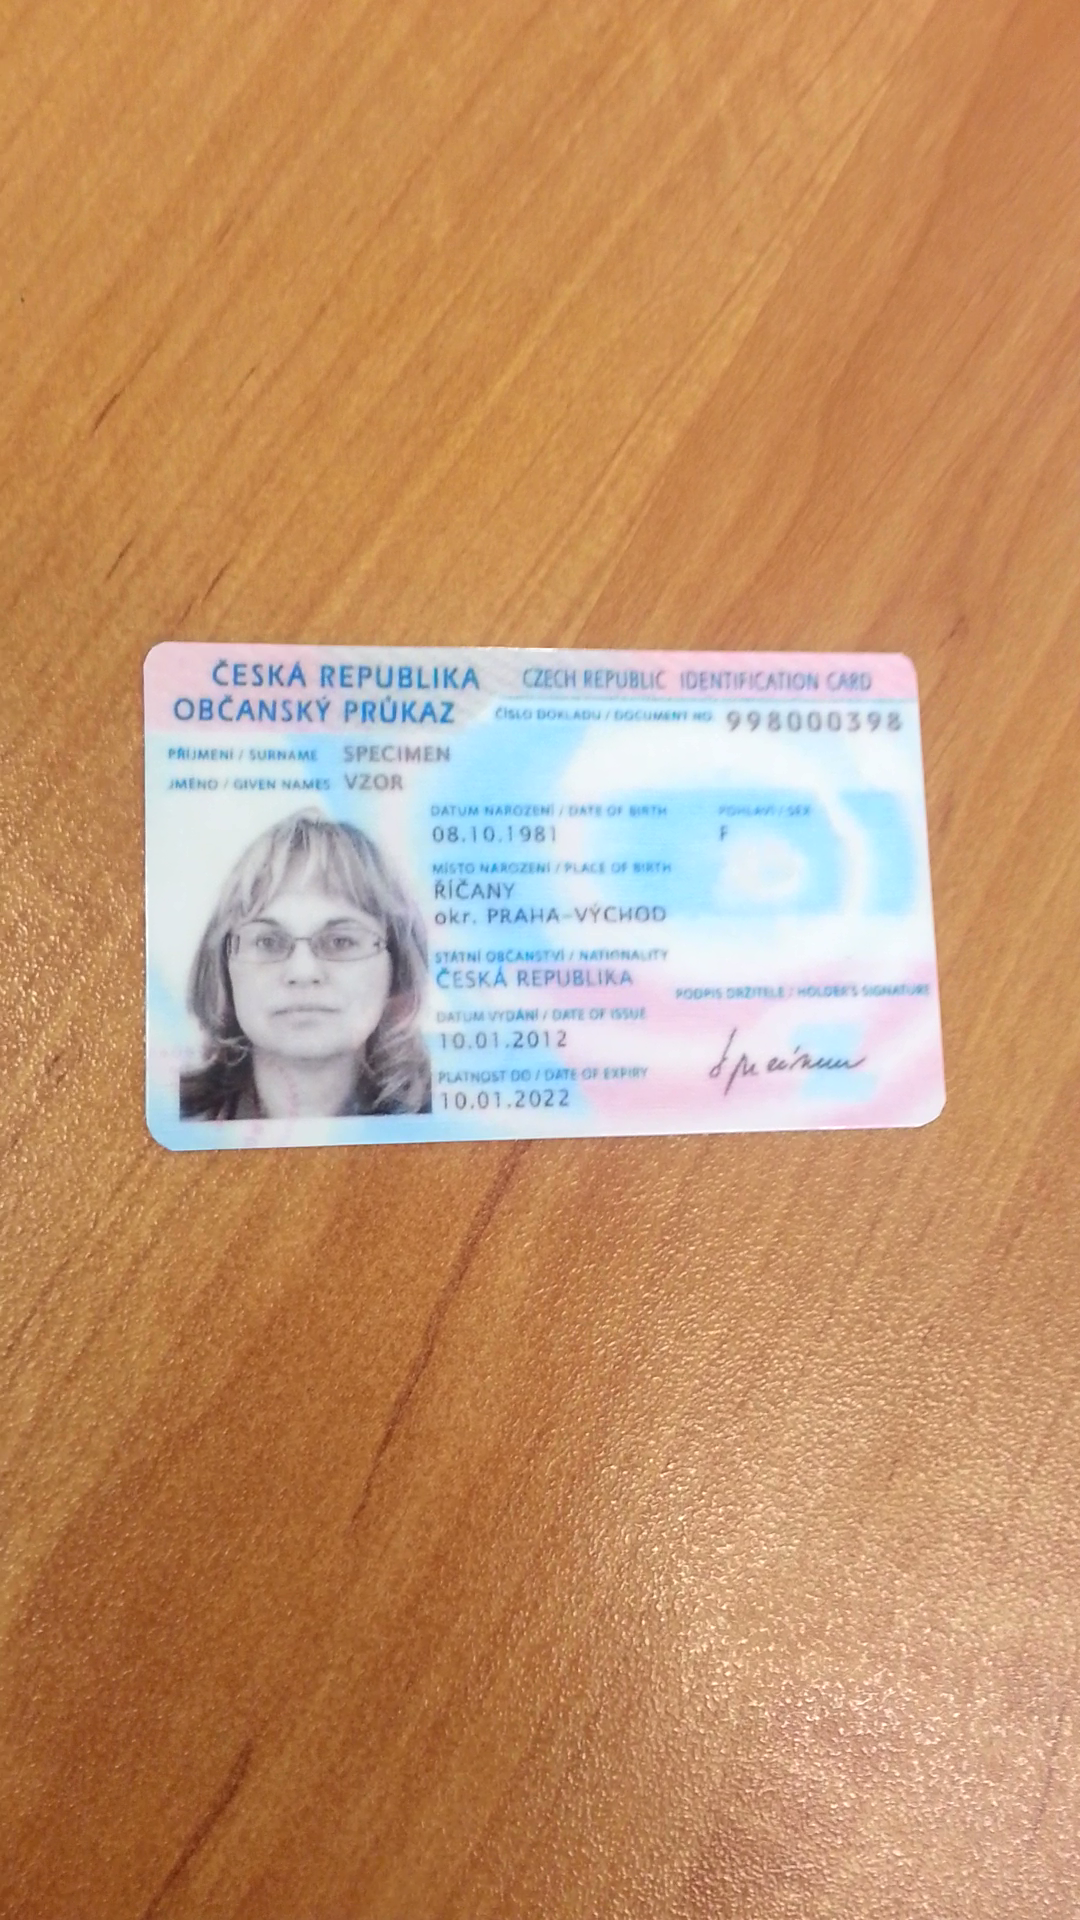 ČESKÁ REPUBLIKA CZECH REPUBLIC IDENTIFICATION CARD
OBČANSKÝ PRŮKAZ ČÍSLO DOKLADU / DOCUMENT NO. 998000398
PŘÍJMENÍ / SURNAME SPECIMEN
JMÉNO / GIVEN NAMES VZOR
DATUM NAROZENÍ / DATE OF BIRTH POHLAVÍ / SEX
08.10.1981 F
MÍSTO NAROZENÍ / PLACE OF BIRTH
ŘÍČANY
okr. PRAHA-VÝCHOD
STÁTNÍ OBČANSTVÍ / NATIONALITY
ČESKÁ REPUBLIKA
PODPIS DRŽITELE / HOLDER'S SIGNATURE
DATUM VYDÁNÍ / DATE OF ISSUE
10.01.2012
Specimen
PLATNOST DO / DATE OF EXPIRY
10.01.2022